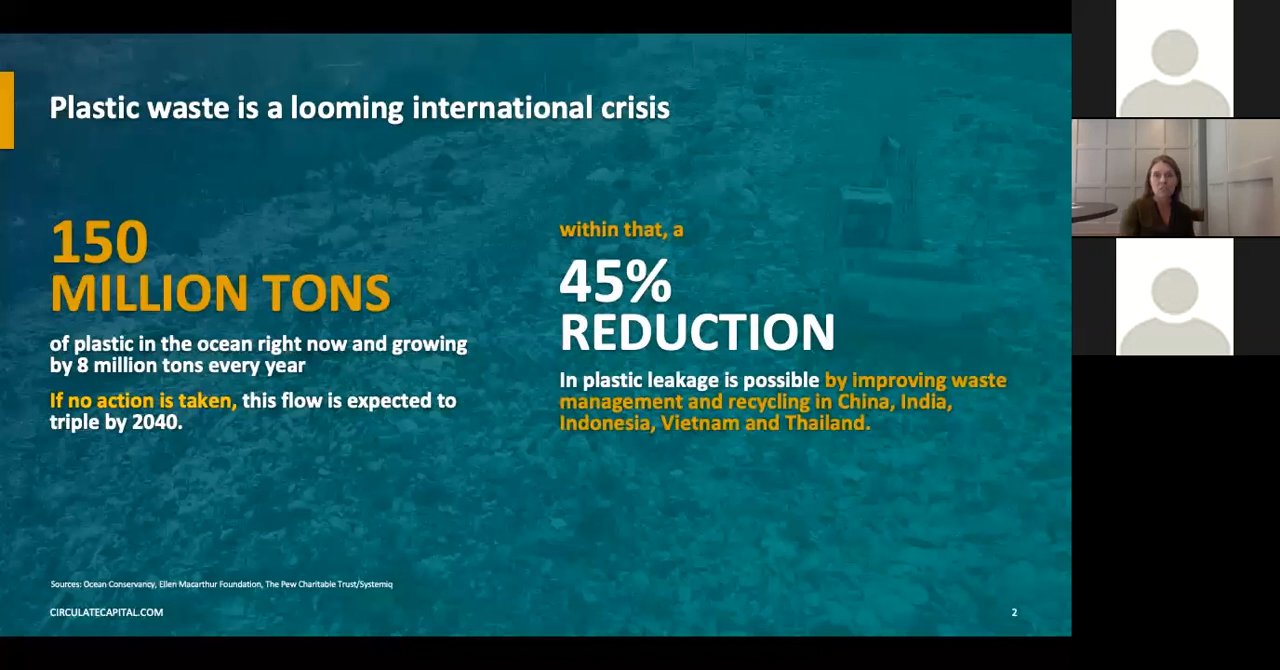 Plastic waste is a looming international crisis
150
MILLION TONS
of plastic in the ocean right now and growing
by 8 million tons every year
If no action is taken, this flow is expected to
triple by 2040.
within that, a
45%
REDUCTION
In plastic leakage is possible by improving waste
management and recycling in China, India,
Indonesia, Vietnam and Thailand.
Sources: Ocean Conservancy, Ellen Macarthur Foundation, The Pew Charitable Trust/Systemiq
CIRCULATECAPITAL.COM
2